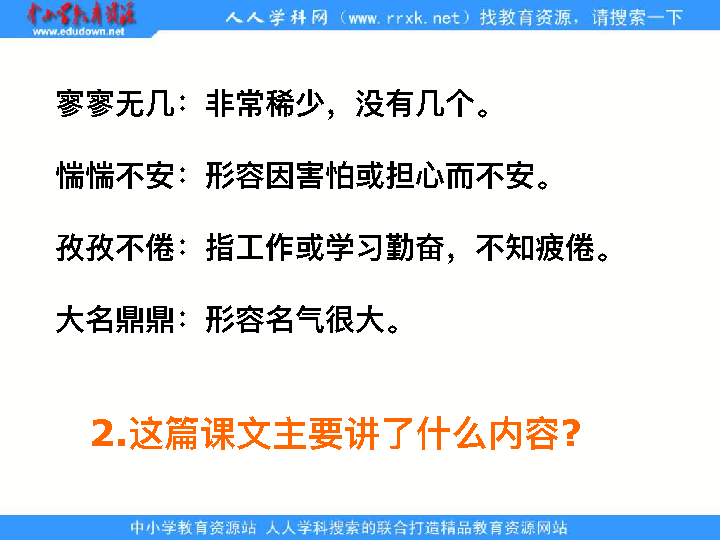 中小学教育资源
www.edudown.net
人人学科网（www.rrxk.net）找教育资源，请搜索一下
寥寥无几：非常稀少，没有几个。
惴惴不安：形容因害怕或担心而不安。
孜孜不倦：指工作或学习勤奋，不知疲倦。
大名鼎鼎：形容名气很大。
2.这篇课文主要讲了什么内容?
中小学教育资源站 人人学科搜索的联合打造精品教育资源网站